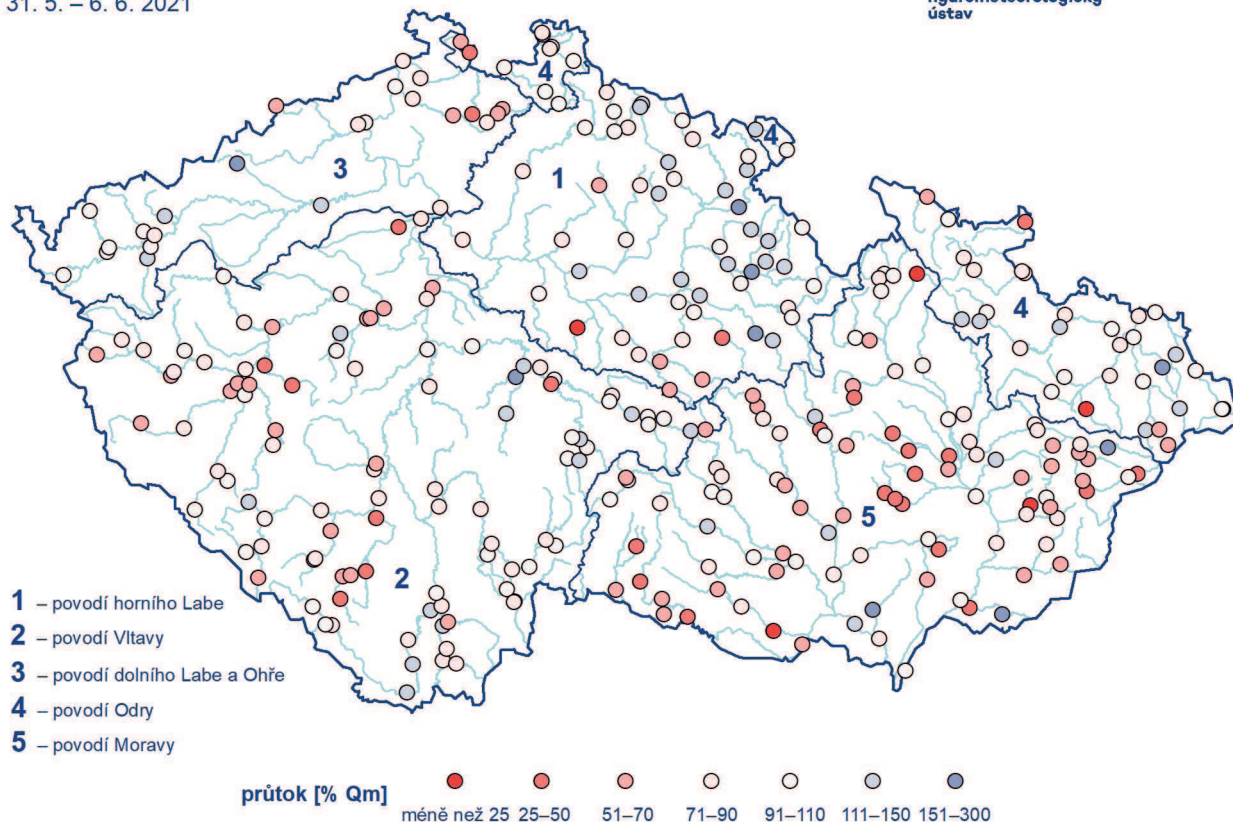 31. 5. – 6. 6. 2021
ústav
4
4
3
1
4
5
2
1 – povodí horního Labe
2 – povodí Vltavy
3 – povodí dolního Labe a Ohře
4 – povodí Odry
5 – povodí Moravy
průtok [% Qm]
méně než 25 25–50 51–70 71–90 91–110 111–150 151–300